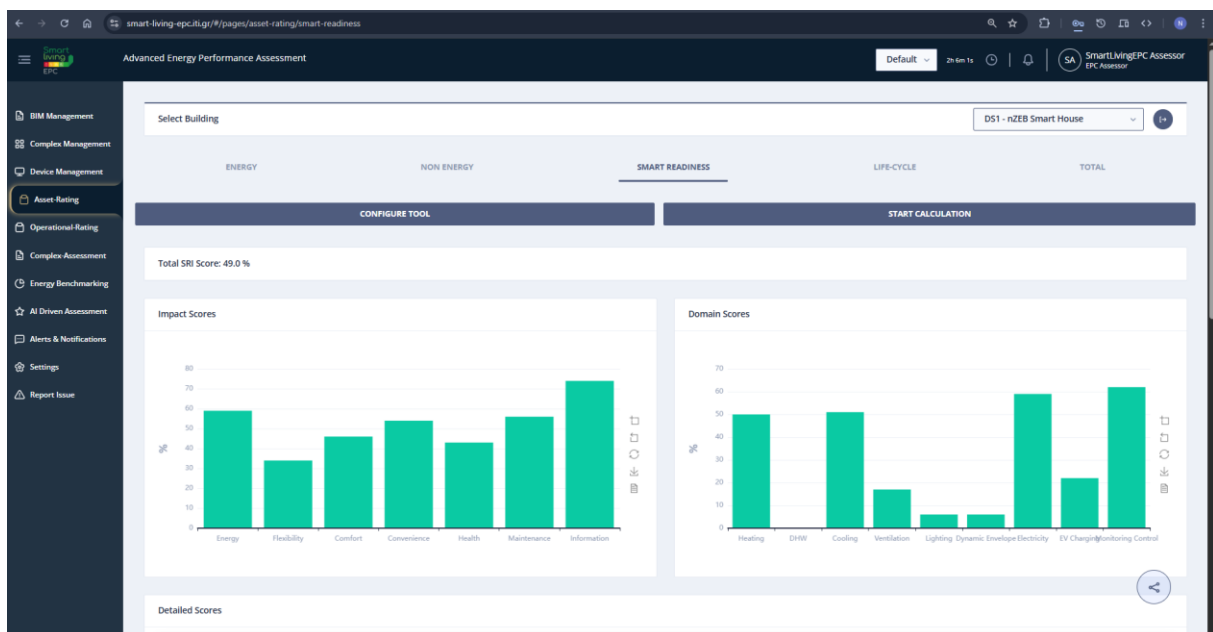 smart-living-epc.iti.gr/#/pages/asset-rating/smart-readiness
N
Smart
living
EPC
Advanced Energy Performance Assessment
Default
2h 6m 1s
SA
SmartLivingEPC Assessor
EPC Assessor
BIM Management
Complex Management
Device Management
Asset-Rating
Operational-Rating
Complex-Assessment
Energy Benchmarking
AI Driven Assessment
Alerts & Notifications
Settings
Report Issue
Select Building
DS1 - nZEB Smart House
ENERGY NON ENERGY SMART READINESS LIFE-CYCLE TOTAL
CONFIGURE TOOL START CALCULATION
Total SRI Score: 49.0 %
Impact Scores
80
70
60
50
40
30
20
10
0
%
Energy Flexibility Comfort Convenience Health Maintenance Information
Domain Scores
70
60
50
40
30
20
10
0
%
Heating DHW Cooling Ventilation Lighting Dynamic Envelope Electricity EV Charging Monitoring Control
Detailed Scores